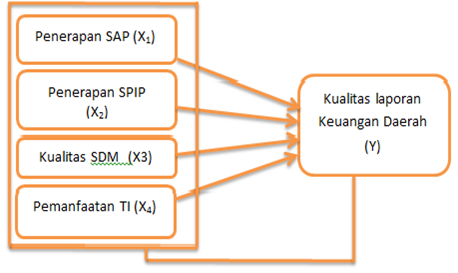 Penerapan SAP (X₁)
Penerapan SPIP
(X₂)
Kualitas SDM (X3)
Pemanfaatan TI (X₄)
Kualitas laporan
Keuangan Daerah
(Y)